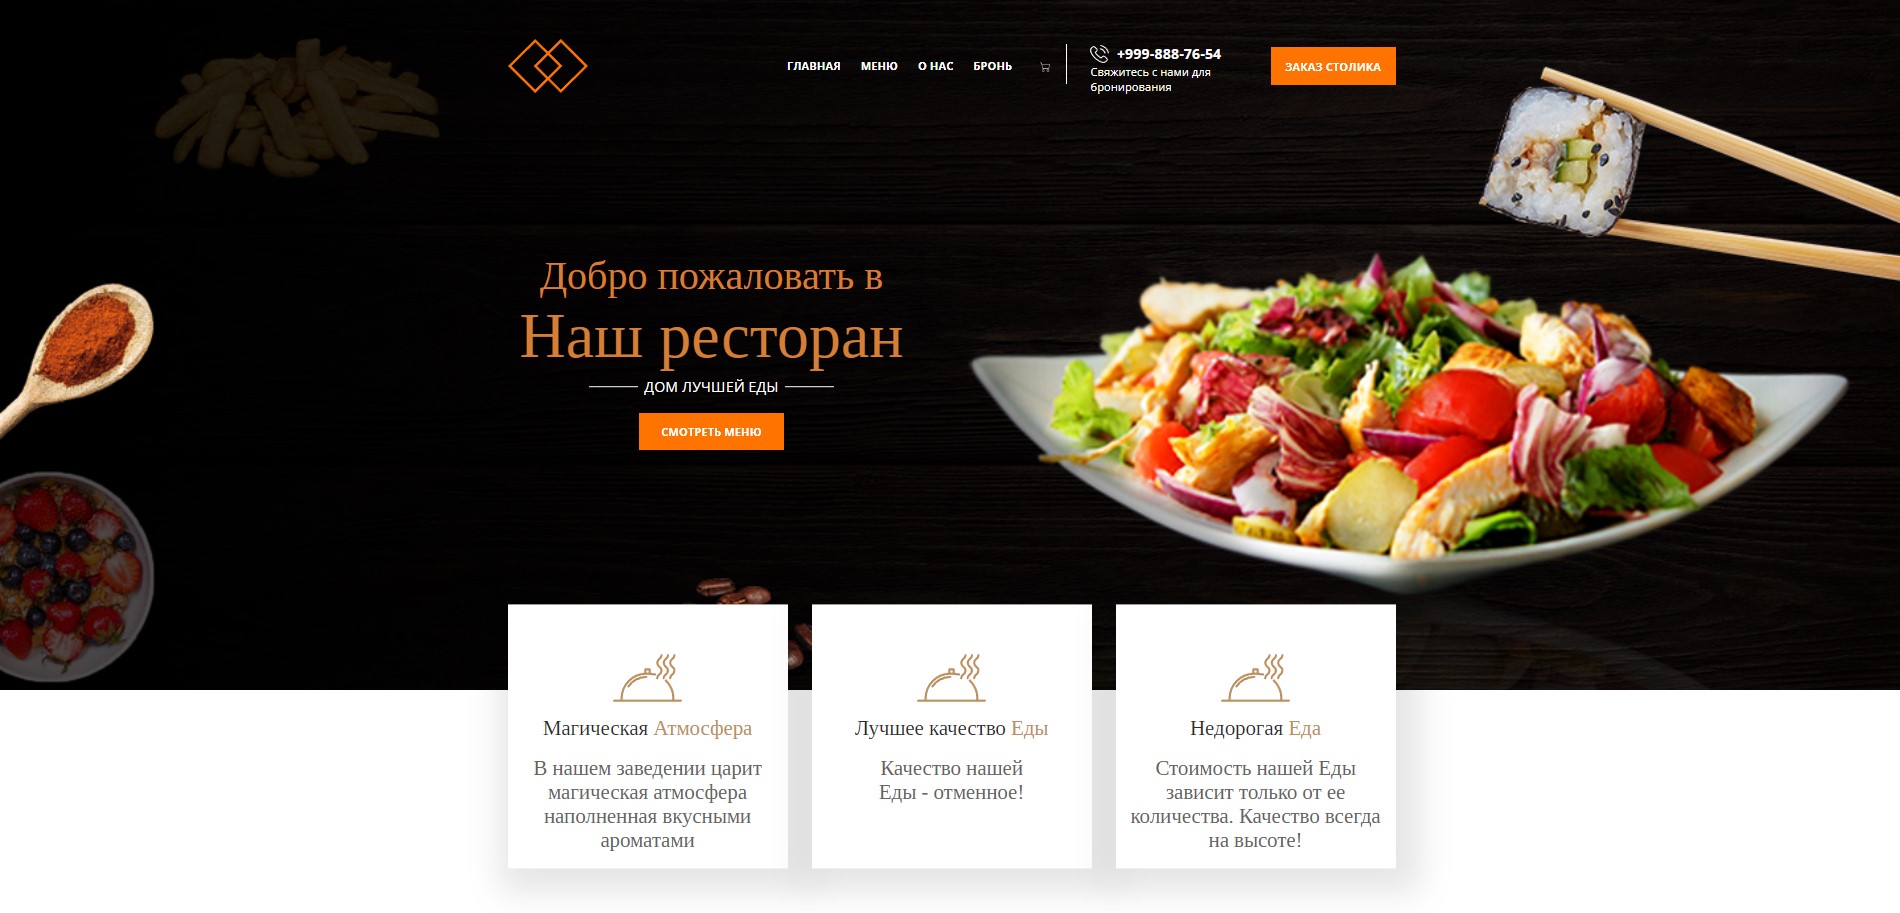 ГЛАВНАЯ МЕНЮ О НАС БРОНЬ
+999-888-76-54
Свяжитесь с нами для
бронирования
ЗАКАЗ СТОЛИКА
Добро пожаловать в
Наш ресторан
ДОМ ЛУЧШЕЙ ЕДЫ
СМОТРЕТЬ МЕНЮ
Магическая Атмосфера
В нашем заведении царит
магическая атмосфера
наполненная вкусными
ароматами
Лучшее качество Еды
Качество нашей
Еды - отменное!
Недорогая Еда
Стоимость нашей Еды
зависит только от ее
количества. Качество всегда
на высоте!